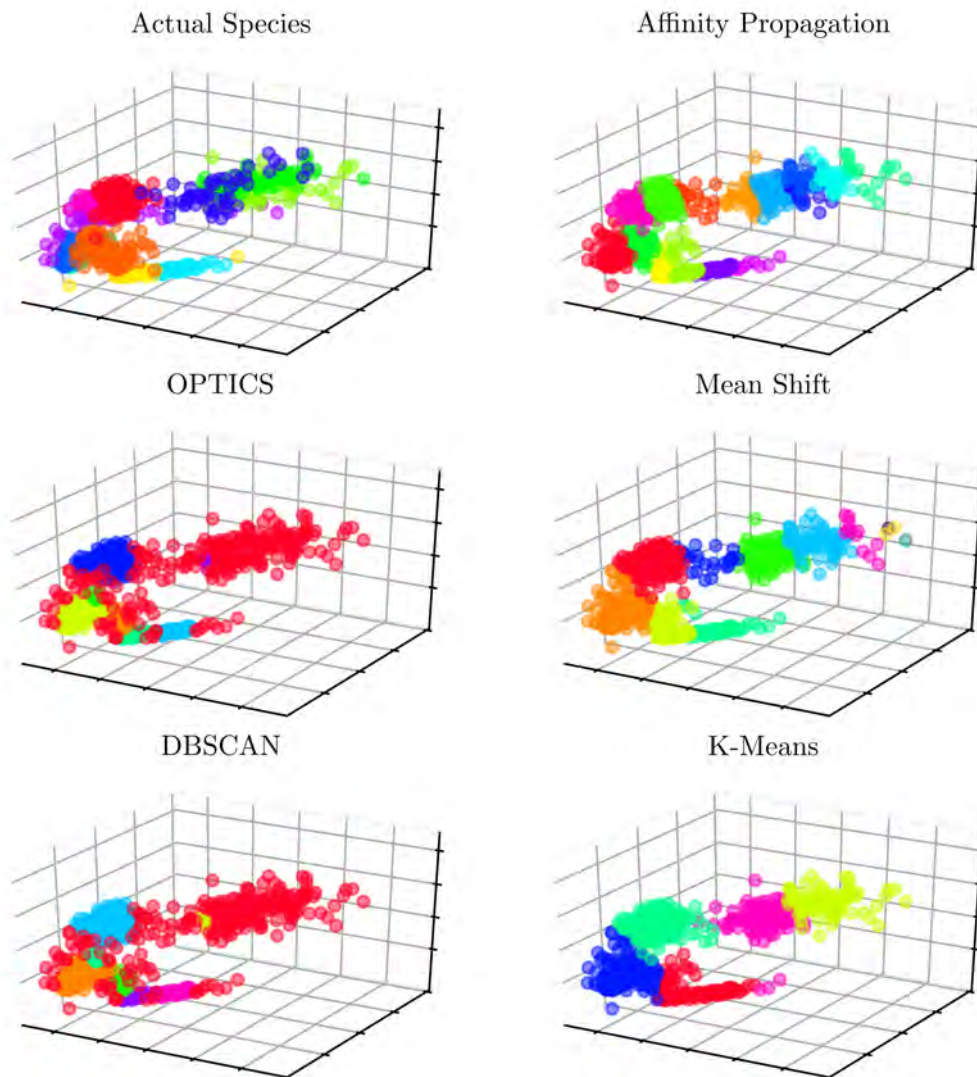 Actual Species
Affinity Propagation
OPTICS
Mean Shift
DBSCAN
K-Means